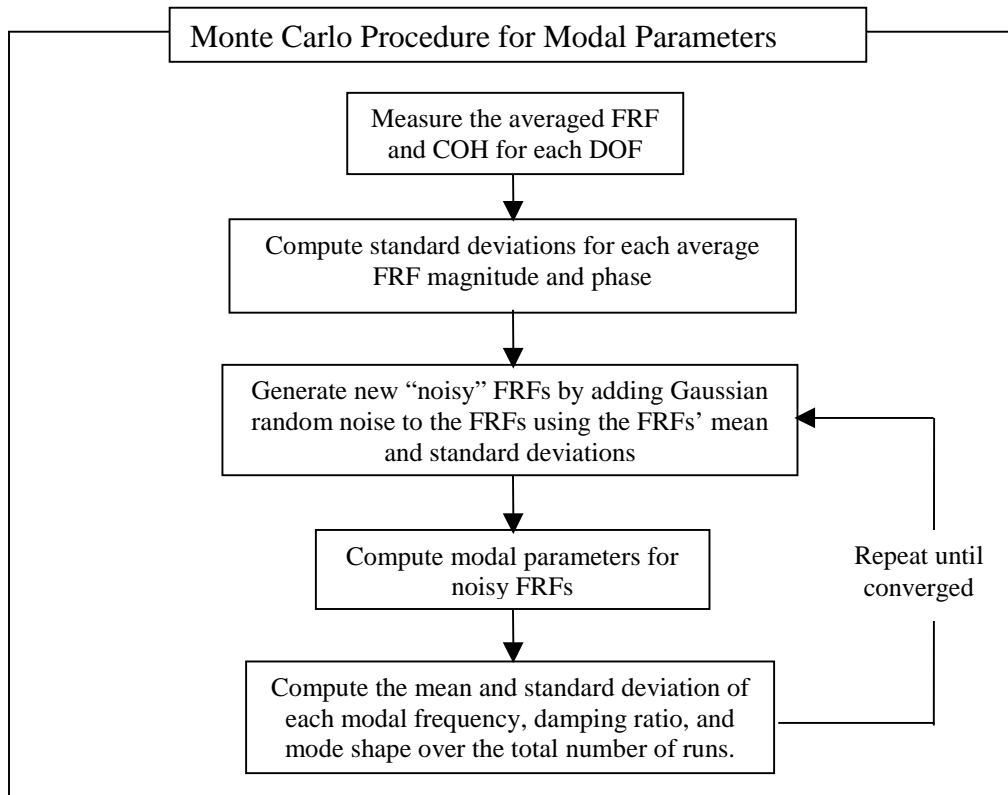 Monte Carlo Procedure for Modal Parameters
Measure the averaged FRF
and COH for each DOF
Compute standard deviations for each average
FRF magnitude and phase
Generate new “noisy” FRFs by adding Gaussian
random noise to the FRFs using the FRFs’ mean
and standard deviations
Compute modal parameters for
noisy FRFs
Repeat until
converged
Compute the mean and standard deviation of
each modal frequency, damping ratio, and
mode shape over the total number of runs.